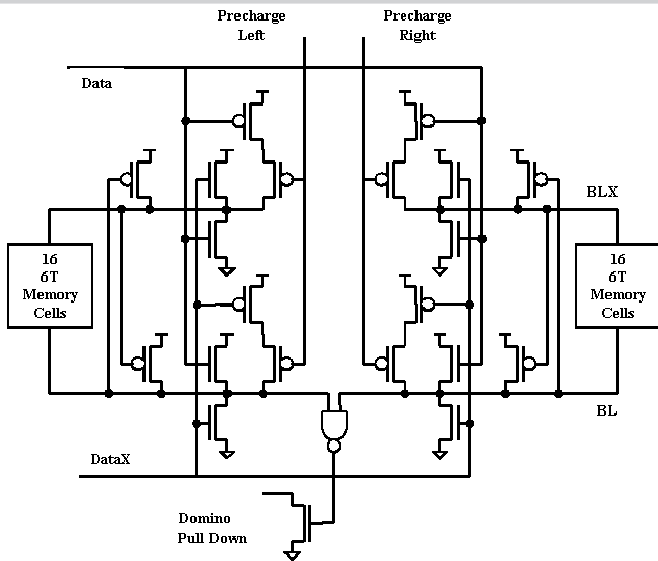 Precharge
Left
Precharge
Right
Data
BLX
16
6T
Memory
Cells
16
6T
Memory
Cells
BL
DataX
Domino
Pull Down